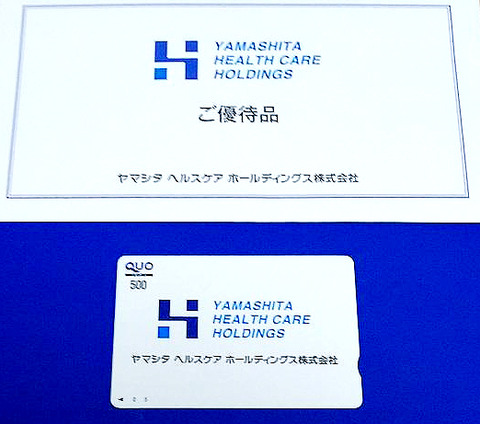 YAMASHITA
HEALTH CARE
HOLDINGS
ご優待品
ヤマシタ ヘルスケア ホールディングス株式会社
QUO
500
YAMASHITA
HEALTH CARE
HOLDINGS
ヤマシタ ヘルスケア ホールディングス株式会社